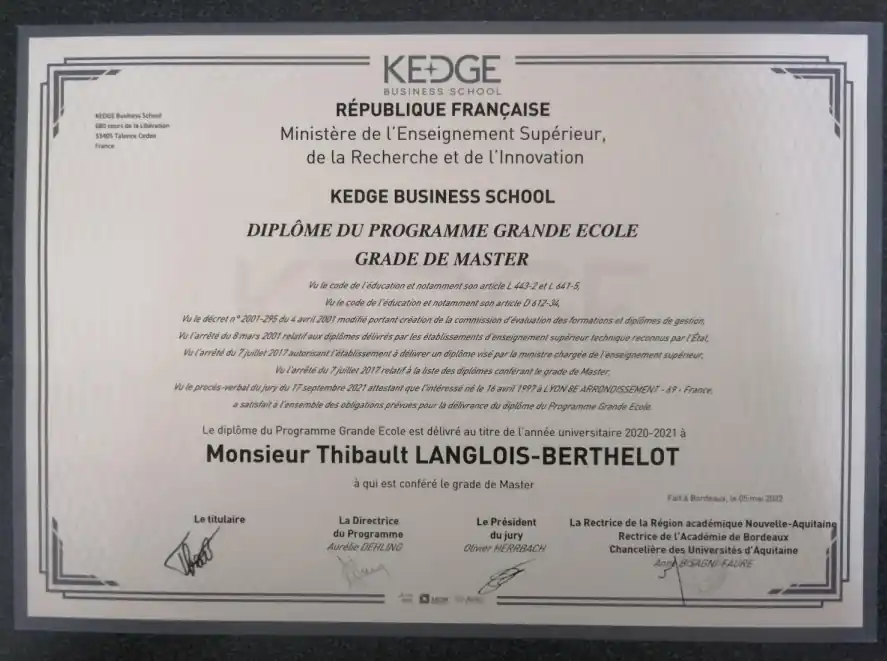 KEDGE
BUSINESS SCHOOL
KEDGE Business School
680 cours de la Libération
33405 Talence Cedex
France
RÉPUBLIQUE FRANÇAISE
Ministère de l'Enseignement Supérieur,
de la Recherche et de l'Innovation
KEDGE BUSINESS SCHOOL
DIPLÔME DU PROGRAMME GRANDE ECOLE
GRADE DE MASTER
Vu le code de l'éducation et notamment son article L 443-2 et L 641-5,
Vu le code de l'éducation et notamment son article D 612-34,
Vu le décret n° 2001-295 du 4 avril 2001 modifié portant création de la commission d'évaluation des formations et diplômes de gestion,
Vu l'arrêté du 8 mars 2001 relatif aux diplômes délivrés par les établissements d'enseignement supérieur technique reconnus par l'État,
Vu l'arrêté du 7 juillet 2017 autorisant l'établissement à délivrer un diplôme visé par la ministre chargée de l'enseignement supérieur,
Vu l'arrêté du 7 juillet 2017 relatif à la liste des diplômes conférant le grade de Master,
Vu le procès-verbal du jury du 17 septembre 2021 attestant que l'intéressé né le 16 avril 1997 à LYON 8E ARRONDISSEMENT - 69 - France,
a satisfait à l'ensemble des obligations prévues pour la délivrance du diplôme du Programme Grande Ecole.
Le diplôme du Programme Grande Ecole est délivré au titre de l'année universitaire 2020-2021 à
Monsieur Thibault LANGLOIS-BERTHELOT
à qui est conféré le grade de Master
Fait à Bordeaux, le 05 mai 2022
Le titulaire
La Directrice
du Programme
Aurélie DEHLING
Le Président
du jury
Olivier HERRBACH
La Rectrice de la Région académique Nouvelle-Aquitaine
Rectrice de l'Académie de Bordeaux
Chancelière des Universités d'Aquitaine
Anne BISAGNI-FAURE